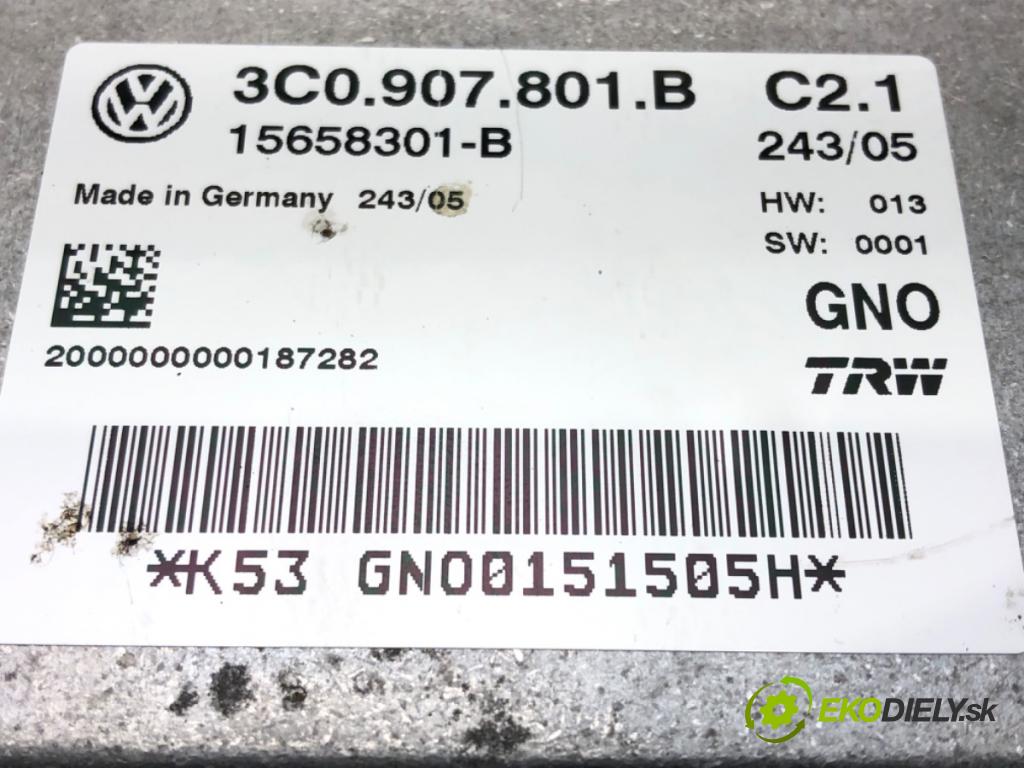 3C0.907.801.B C2.1
15658301-B 243/05
Made in Germany 243/05 HW: 013
SW: 0001
GNO
2000000000187282
TRW
*K53 GNO0151505H*
EKODIELY.sk